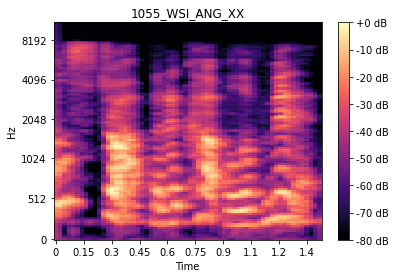 1055_WSI_ANG_XX
8192
4096
2048
1024
512
0
Hz
0 0.15 0.3 0.45 0.6 0.75 0.9 1.1 1.2 1.4
Time
+0 dB
-10 dB
-20 dB
-30 dB
-40 dB
-50 dB
-60 dB
-70 dB
-80 dB